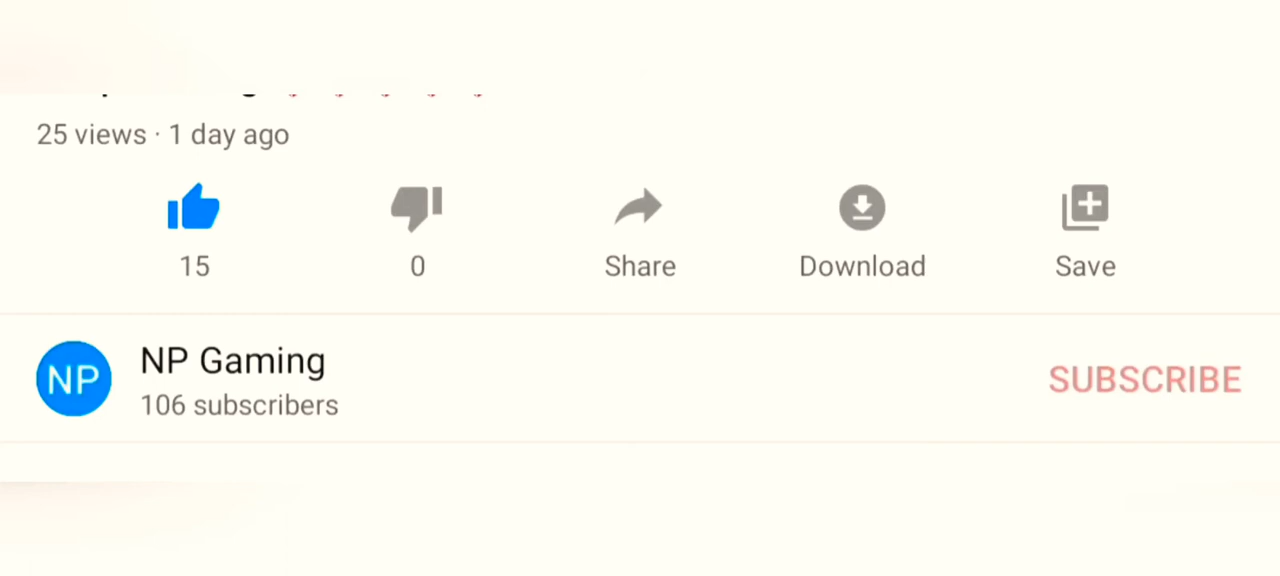 25 views · 1 day ago
15
0
Share
Download
Save
NP
NP Gaming
106 subscribers
SUBSCRIBE